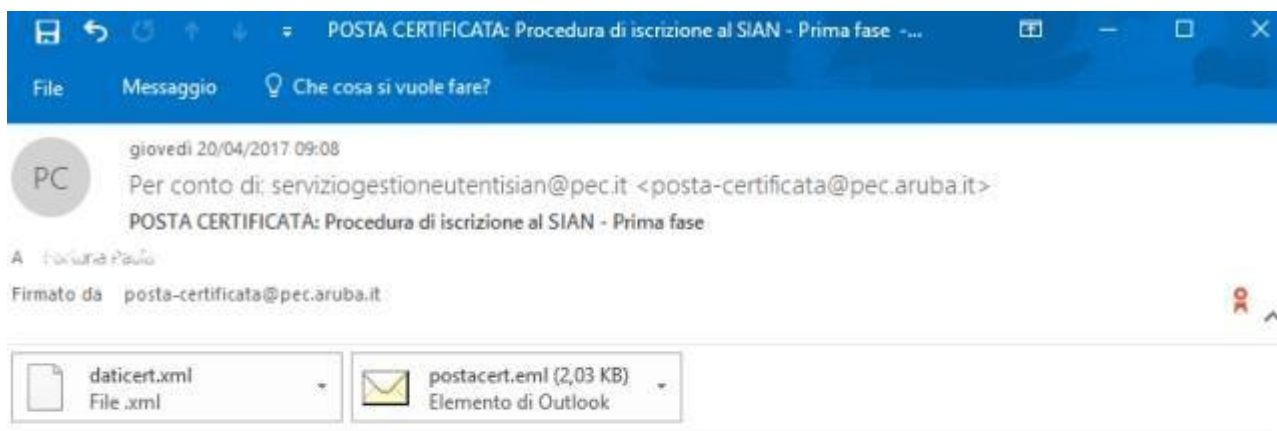 POSTA CERTIFICATA: Procedura di iscrizione al SIAN - Prima fase -...
File Messaggio Che cosa si vuole fare?
giovedì 20/04/2017 09:08
PC
Per conto di: serviziogestioneutentisian@pec.it <posta-certificata@pec.aruba.it>
POSTA CERTIFICATA: Procedura di iscrizione al SIAN - Prima fase
A
Firmato da posta-certificata@pec.aruba.it
daticert.xml
File .xml
postacert.eml (2,03 KB)
Elemento di Outlook